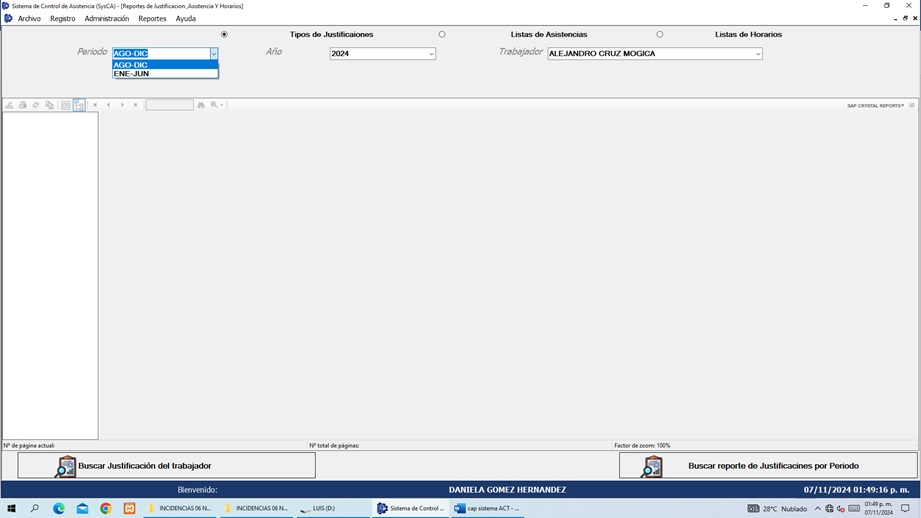 Sistema de Control de Asistencia (SysCA) - [Reportes de Justificacion ,Asistencia Y Horarios]
Archivo Registro Administración Reportes Ayuda
Tipos de Justificaiones Listas de Asistencias Listas de Horarios
Periodo AGO-DIC Año 2024 Trabajador ALEJANDRO CRUZ MOGICA
AGO-DIC
ENE-JUN
SAP CRYSTAL REPORTS®
Nº de página actual: Nº total de páginas: Factor de zoom: 100%
Buscar Justificación del trabajador Buscar reporte de Justificacines por Periodo
Bienvenido: DANIELA GOMEZ HERNANDEZ 07/11/2024 01:49:16 p. m.
INCIDENCIAS 06 N... INCIDENCIAS 06 N... LUIS (D:) Sistema de Control ... cap sistema ACT - ... 28°C Nublado 01:49 p. m.
07/11/2024